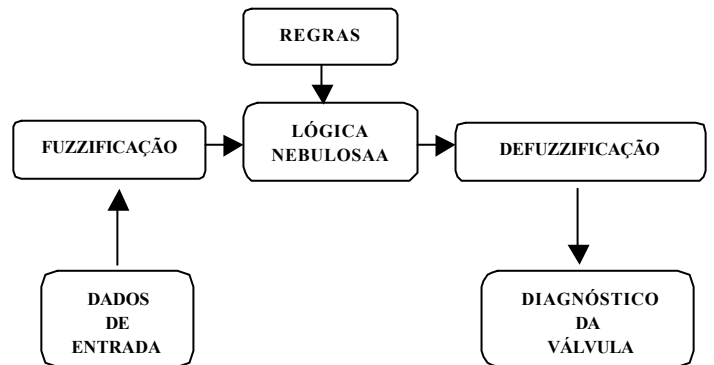 REGRAS
FUZZIFICAÇÃO
LÓGICA
NEBULOSAA
DEFUZZIFICAÇÃO
DADOS
DE
ENTRADA
DIAGNÓSTICO
DA
VÁLVULA